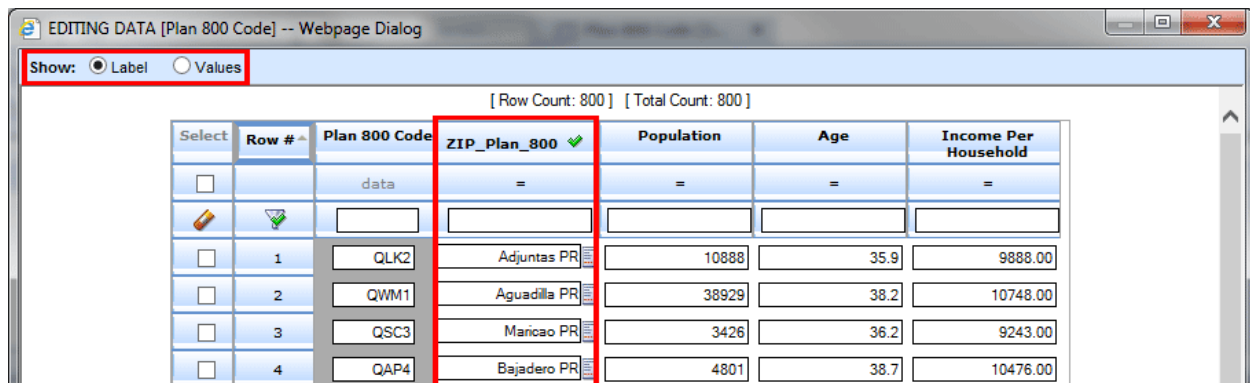 EDITING DATA [Plan 800 Code] -- Webpage Dialog
Show: Label Values
[ Row Count: 800 ] [ Total Count: 800 ]
Select Row # Plan 800 Code ZIP_Plan_800 Population Age Income Per Household
data = = = =
1 QLK2 Adjuntas PR 10888 35.9 9888.00
2 QWM1 Aguadilla PR 38929 38.2 10748.00
3 QSC3 Maricao PR 3426 36.2 9243.00
4 QAP4 Bajadero PR 4801 38.7 10476.00